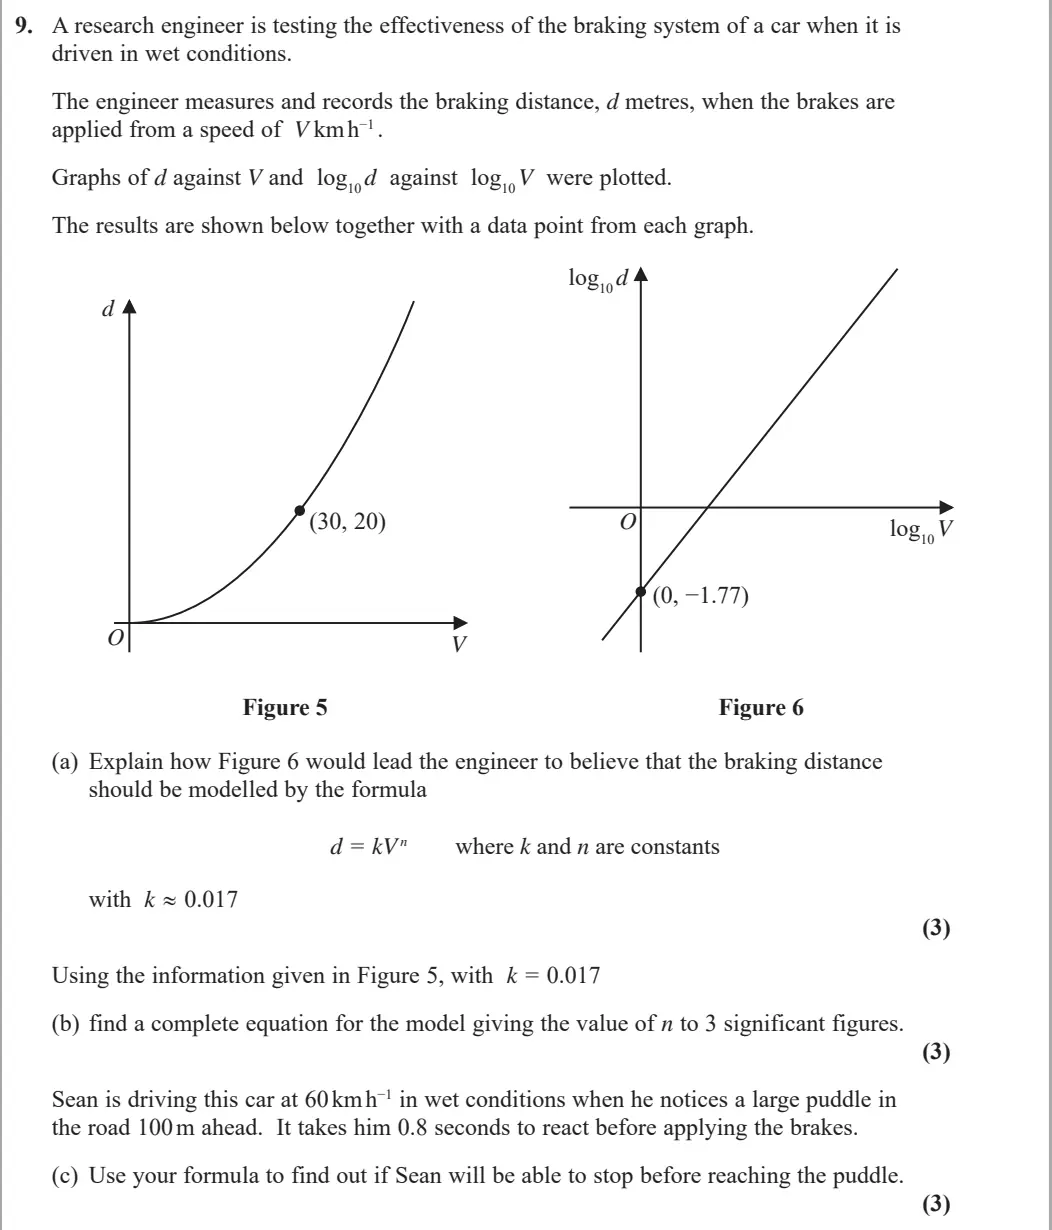 9. A research engineer is testing the effectiveness of the braking system of a car when it is
driven in wet conditions.
The engineer measures and records the braking distance, d metres, when the brakes are
applied from a speed of V km h⁻¹.
Graphs of d against V and log₁₀ d against log₁₀ V were plotted.
The results are shown below together with a data point from each graph.
d
(30, 20)
O
V
Figure 5
log₁₀ d
O
log₁₀ V
(0, −1.77)
Figure 6
(a) Explain how Figure 6 would lead the engineer to believe that the braking distance
should be modelled by the formula
d = kVⁿ where k and n are constants
with k ≈ 0.017
(3)
Using the information given in Figure 5, with k = 0.017
(b) find a complete equation for the model giving the value of n to 3 significant figures.
(3)
Sean is driving this car at 60 km h⁻¹ in wet conditions when he notices a large puddle in
the road 100 m ahead. It takes him 0.8 seconds to react before applying the brakes.
(c) Use your formula to find out if Sean will be able to stop before reaching the puddle.
(3)